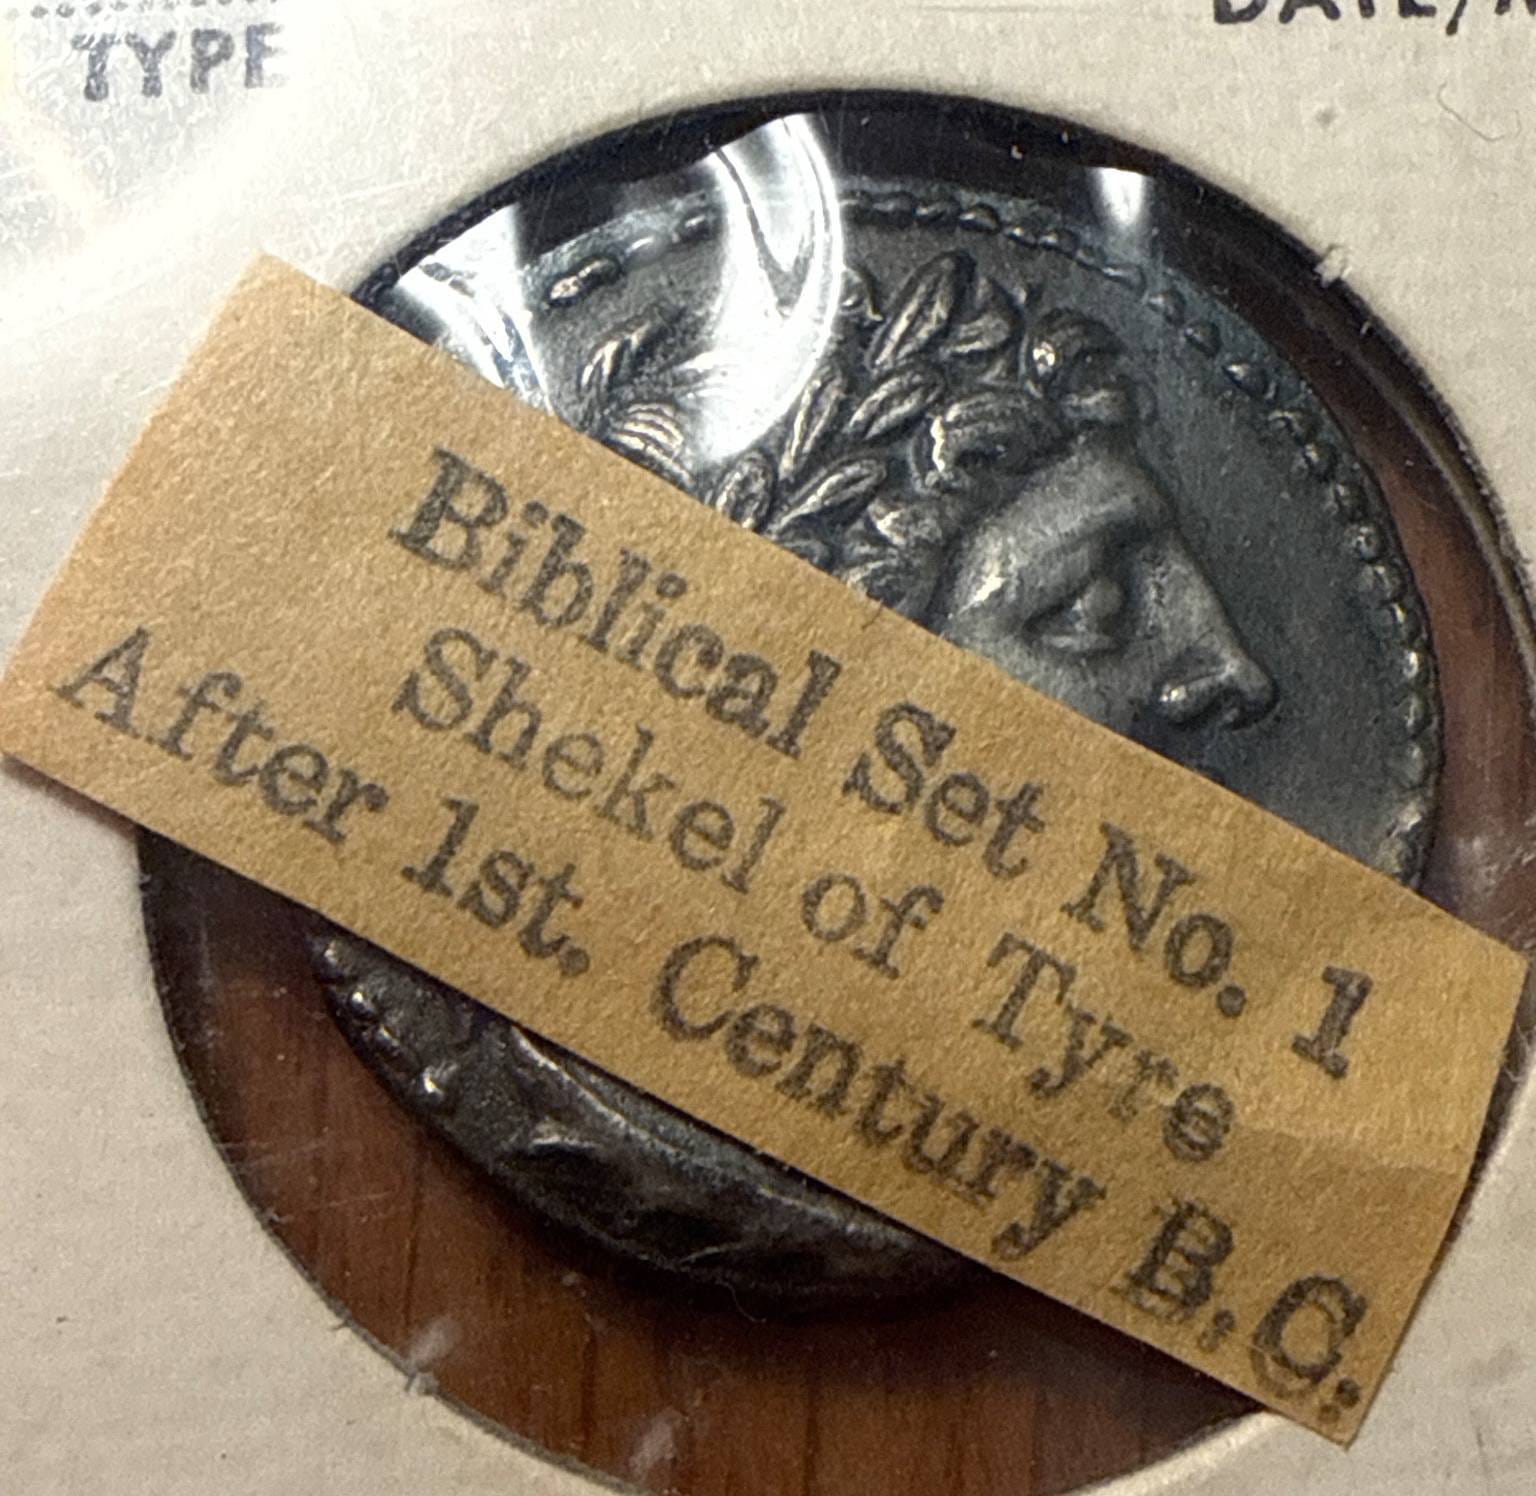 TYPE
Biblical Set No. 1
Shekel of Tyre
After 1st. Century B.C.